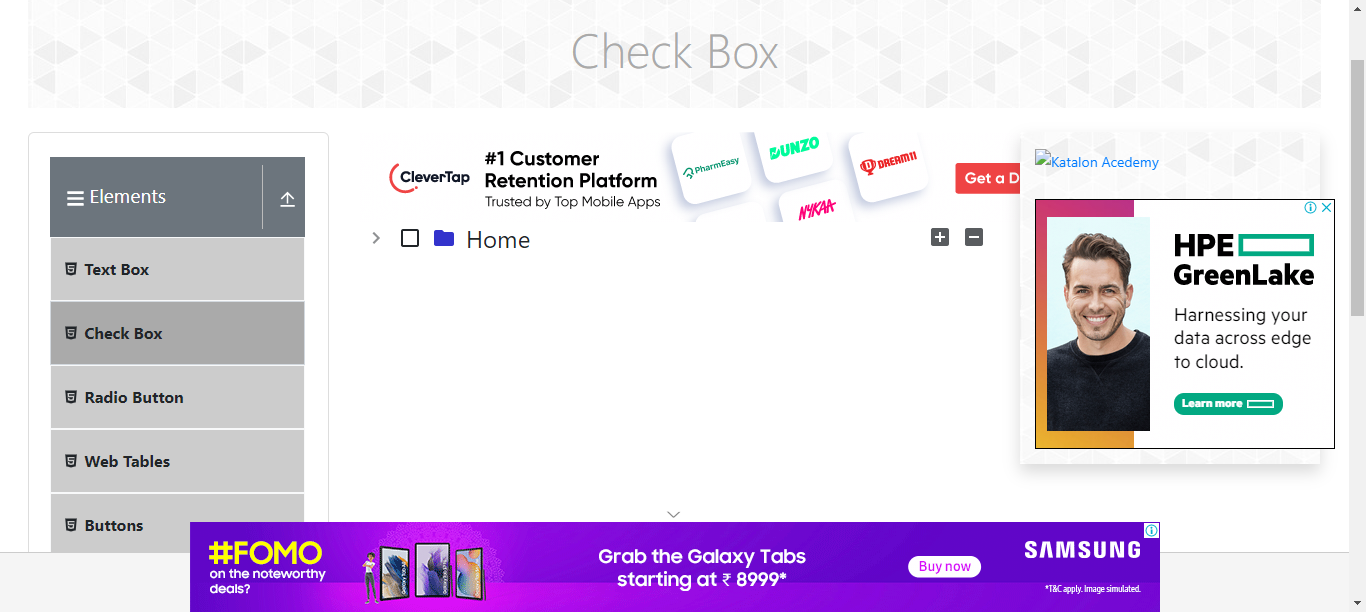 Check Box
Elements
Text Box
Check Box
Radio Button
Web Tables
Buttons
CleverTap
#1 Customer
Retention Platform
Trusted by Top Mobile Apps
PharmEasy
DUNZO
DREAM11
NYKAA
Get a D
Home
Katalon Acedemy
HPE
GreenLake
Harnessing your
data across edge
to cloud.
Learn more
#FOMO
on the noteworthy
deals?
Grab the Galaxy Tabs
starting at ₹ 8999*
Buy now
SAMSUNG
*T&C apply. Image simulated.